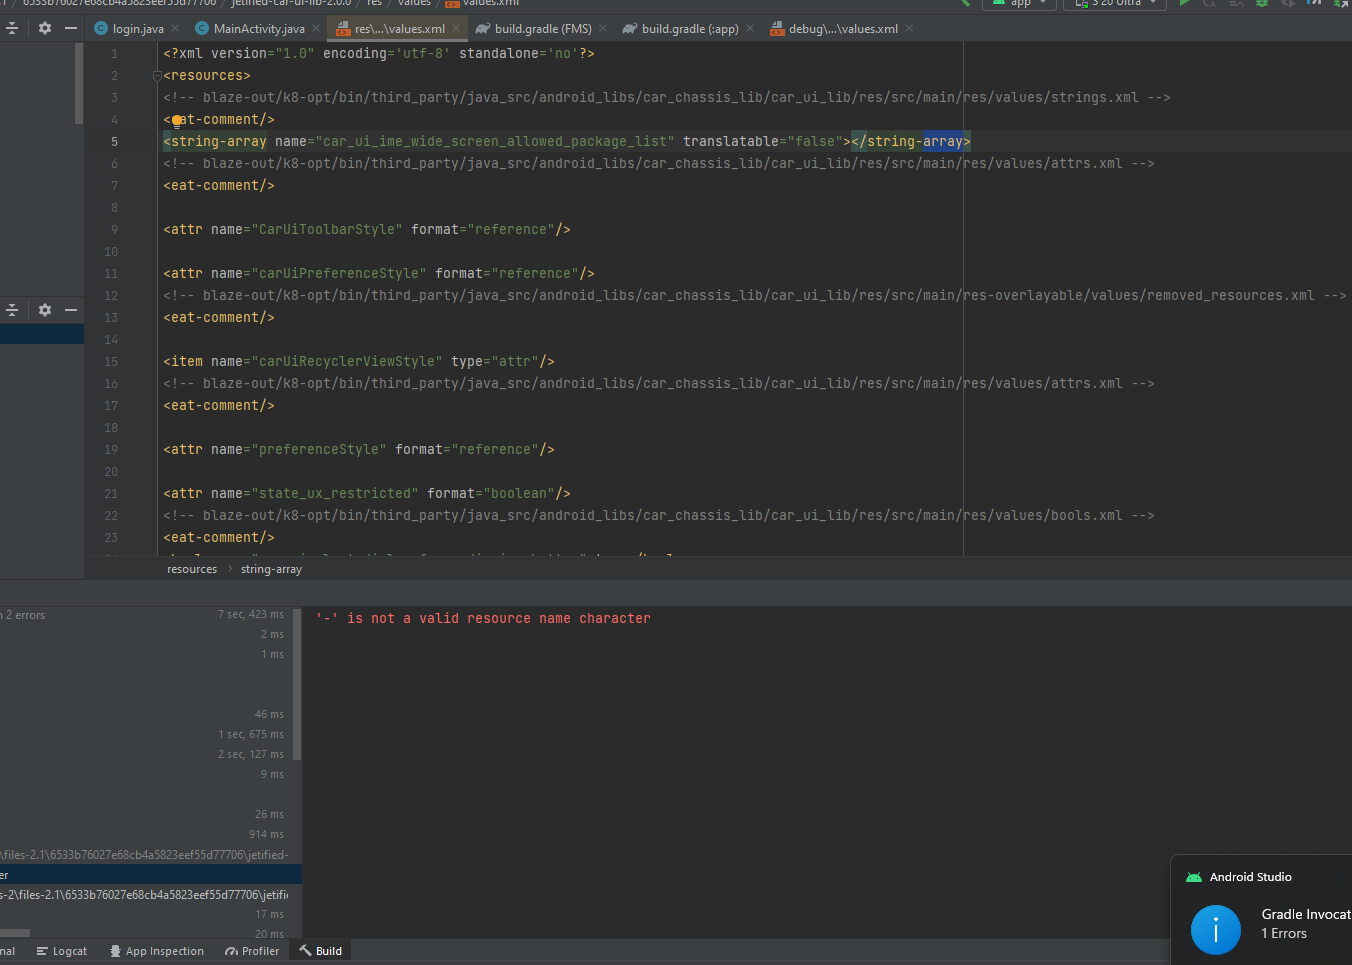 6533b76027e68cb4a5823eef55d77706 / jetified-car-ui-lib-2.0.0 / res / values / values.xml
app
S 20 Ultra
login.java
MainActivity.java
res\...\values.xml
build.gradle (FMS)
build.gradle (:app)
debug\...\values.xml
1 <?xml version="1.0" encoding='utf-8' standalone='no'?>
2 <resources>
3 <!-- blaze-out/k8-opt/bin/third_party/java_src/android_libs/car_chassis_lib/car_ui_lib/res/src/main/res/values/strings.xml -->
4 <eat-comment/>
5 <string-array name="car_ui_ime_wide_screen_allowed_package_list" translatable="false"></string-array>
6 <!-- blaze-out/k8-opt/bin/third_party/java_src/android_libs/car_chassis_lib/car_ui_lib/res/src/main/res/values/attrs.xml -->
7 <eat-comment/>
8
9 <attr name="CarUiToolbarStyle" format="reference"/>
10
11 <attr name="carUiPreferenceStyle" format="reference"/>
12 <!-- blaze-out/k8-opt/bin/third_party/java_src/android_libs/car_chassis_lib/car_ui_lib/res/src/main/res-overlayable/values/removed_resources.xml -->
13 <eat-comment/>
14
15 <item name="carUiRecyclerViewStyle" type="attr"/>
16 <!-- blaze-out/k8-opt/bin/third_party/java_src/android_libs/car_chassis_lib/car_ui_lib/res/src/main/res/values/attrs.xml -->
17 <eat-comment/>
18
19 <attr name="preferenceStyle" format="reference"/>
20
21 <attr name="state_ux_restricted" format="boolean"/>
22 <!-- blaze-out/k8-opt/bin/third_party/java_src/android_libs/car_chassis_lib/car_ui_lib/res/src/main/res/values/bools.xml -->
23 <eat-comment/>
resources > string-array
2 errors 7 sec, 423 ms
2 ms
1 ms
46 ms
1 sec, 675 ms
2 sec, 127 ms
9 ms
26 ms
914 ms
\files-2.1\6533b76027e68cb4a5823eef55d77706\jetified-
er
s-2\files-2.1\6533b76027e68cb4a5823eef55d77706\jetifi
17 ms
20 ms
'-' is not a valid resource name character
Android Studio
Gradle Invocat
1 Errors
nal
Logcat
App Inspection
Profiler
Build